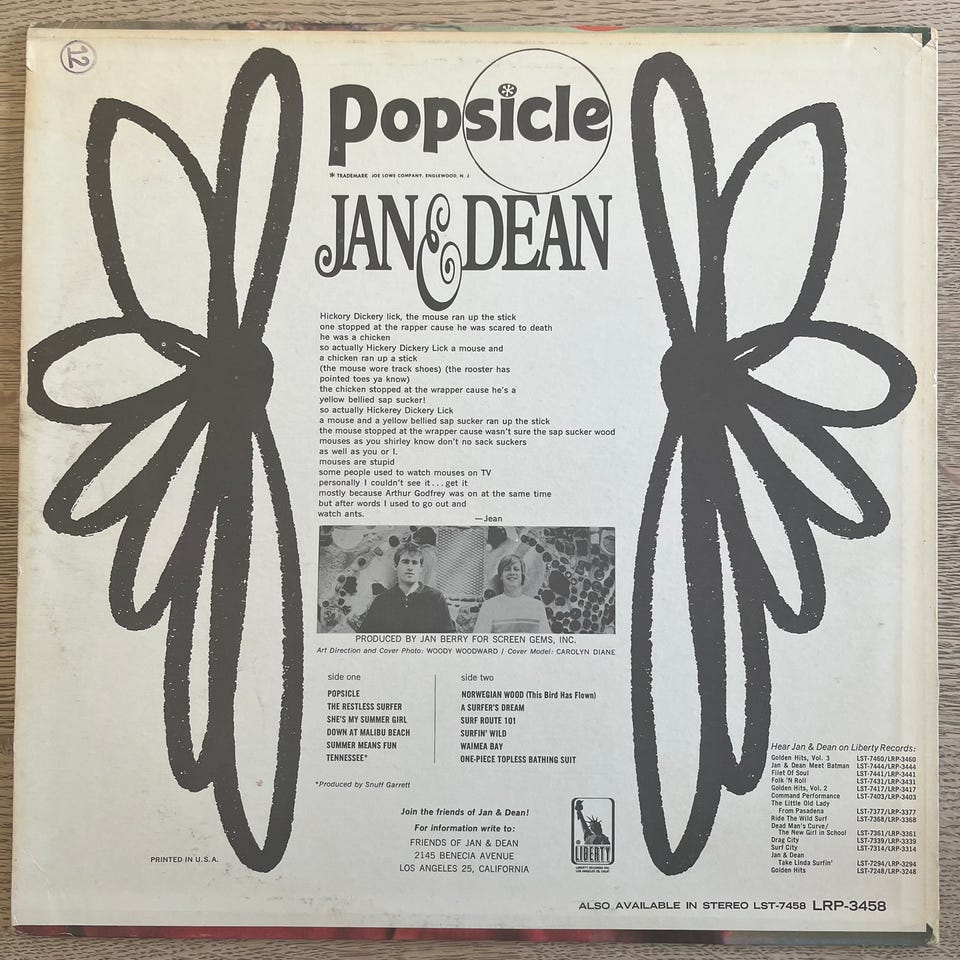 12
Popsicle
* TRADEMARK JOE LOWE COMPANY, ENGLEWOOD, N. J.
JAN & DEAN
Hickory Dickery lick, the mouse ran up the stick
one stopped at the rapper cause he was scared to death
he was a chicken
so actually Hickery Dickery Lick a mouse and
a chicken ran up a stick
(the mouse wore track shoes) (the rooster has
pointed toes ya know)
the chicken stopped at the wrapper cause he's a
yellow bellied sap sucker!
so actually Hickerey Dickery Lick
a mouse and a yellow bellied sap sucker ran up the stick
the mouse stopped at the wrapper cause wasn't sure the sap sucker wood
mouses as you shirley know don't no sack suckers
as well as you or I.
mouses are stupid
some people used to watch mouses on TV
personally I couldn't see it...get it
mostly because Arthur Godfrey was on at the same time
but after words I used to go out and
watch ants.
—Jean
PRODUCED BY JAN BERRY FOR SCREEN GEMS, INC.
Art Direction and Cover Photo: WOODY WOODWARD / Cover Model: CAROLYN DIANE
side one
POPSICLE
THE RESTLESS SURFER
SHE'S MY SUMMER GIRL
DOWN AT MALIBU BEACH
SUMMER MEANS FUN
TENNESSEE*
side two
NORWEGIAN WOOD (This Bird Has Flown)
A SURFER'S DREAM
SURF ROUTE 101
SURFIN' WILD
WAIMEA BAY
ONE-PIECE TOPLESS BATHING SUIT
*Produced by Snuff Garrett
Join the friends of Jan & Dean!
For information write to:
FRIENDS OF JAN & DEAN
2145 BENECIA AVENUE
LOS ANGELES 25, CALIFORNIA
LIBERTY
LIBERTY RECORDS INC.
LOS ANGELES 28, CALIF.
Hear Jan & Dean on Liberty Records:
Golden Hits, Vol. 3 LST-7460/LRP-3460
Jan & Dean Meet Batman LST-7444/LRP-3444
Filet Of Soul LST-7441/LRP-3441
Folk 'N Roll LST-7431/LRP-3431
Golden Hits, Vol. 2 LST-7417/LRP-3417
Command Performance LST-7403/LRP-3403
The Little Old Lady
From Pasadena LST-7377/LRP-3377
Ride The Wild Surf LST-7368/LRP-3368
Dead Man's Curve/
The New Girl in School LST-7361/LRP-3361
Drag City LST-7339/LRP-3339
Surf City LST-7314/LRP-3314
Jan & Dean
Take Linda Surfin' LST-7294/LRP-3294
Golden Hits LST-7248/LRP-3248
PRINTED IN U.S.A.
ALSO AVAILABLE IN STEREO LST-7458 LRP-3458